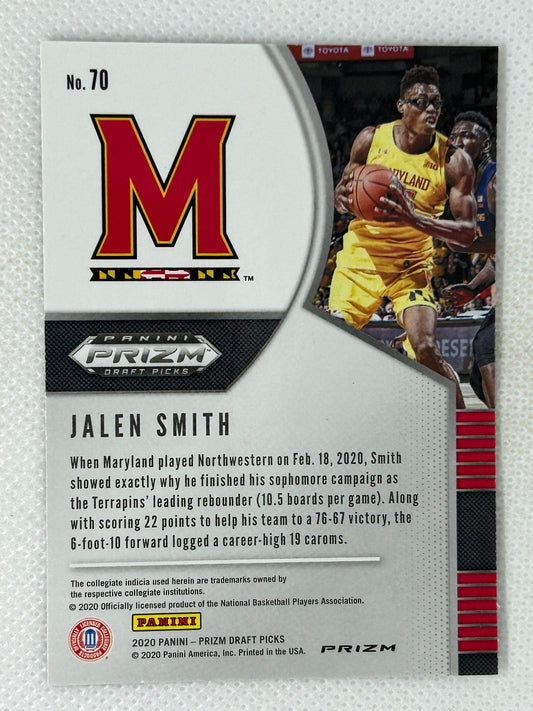 No. 70
TOYOTA
TOYOTA
M
TM
PANINI
PRIZM
DRAFT PICKS
JALEN SMITH
When Maryland played Northwestern on Feb. 18, 2020, Smith
showed exactly why he finished his sophomore campaign as
the Terrapins' leading rebounder (10.5 boards per game). Along
with scoring 22 points to help his team to a 76-67 victory, the
6-foot-10 forward logged a career-high 19 caroms.
The collegiate indicia used herein are trademarks owned by
the respective collegiate institutions.
© 2020 Officially licensed product of the National Basketball Players Association.
OFFICIALLY LICENSED COLLEGIATE PRODUCTS
PANINI
2020 PANINI – PRIZM DRAFT PICKS
© 2020 Panini America, Inc. Printed in the USA.
PRIZM